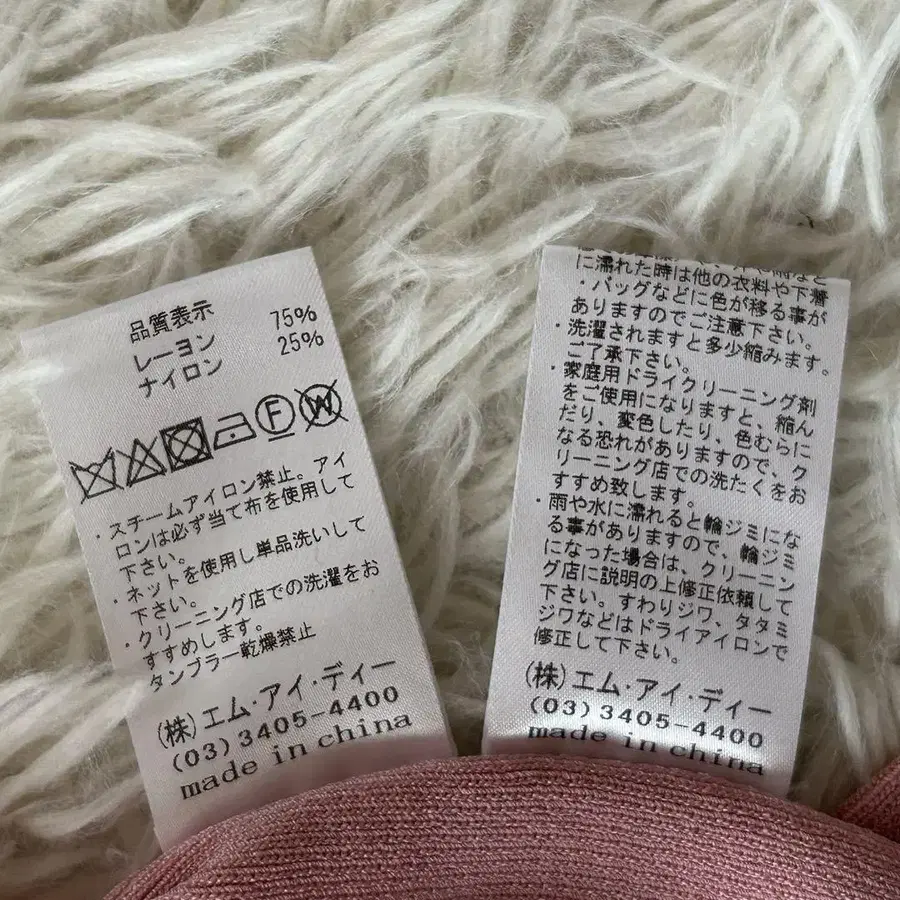 品質表示
レーヨン 75%
ナイロン 25%
F W
・スチームアイロン禁止。アイ
ロンは必ず当て布を使用して
下さい。
・ネットを使用し単品洗いして
下さい。
・クリーニング店での洗濯をお
すすめします。
タンブラー乾燥禁止
(株)エム・アイ・ディー
(03)3405-4400
made in china
に濡れた時は他の衣料や下着
・バッグなどに色が移る事が
ありますのでご注意下さい。
・洗濯されますと多少縮みます。
ご了承下さい。
・家庭用ドライクリーニング剤
をご使用になりますと、縮ん
だり、変色したり、色むらに
なる恐れがありますので、ク
リーニング店での洗たくをお
すすめ致します。
・雨や水に濡れると輪ジミにな
る事がありますので、輪ジミ
になった場合は、クリーニン
グ店に説明の上修正依頼して
下さい。すわりジワ、タタミ
ジワなどはドライアイロンで
修正して下さい。
(株)エム・アイ・ディー
(03)3405-4400
made in china